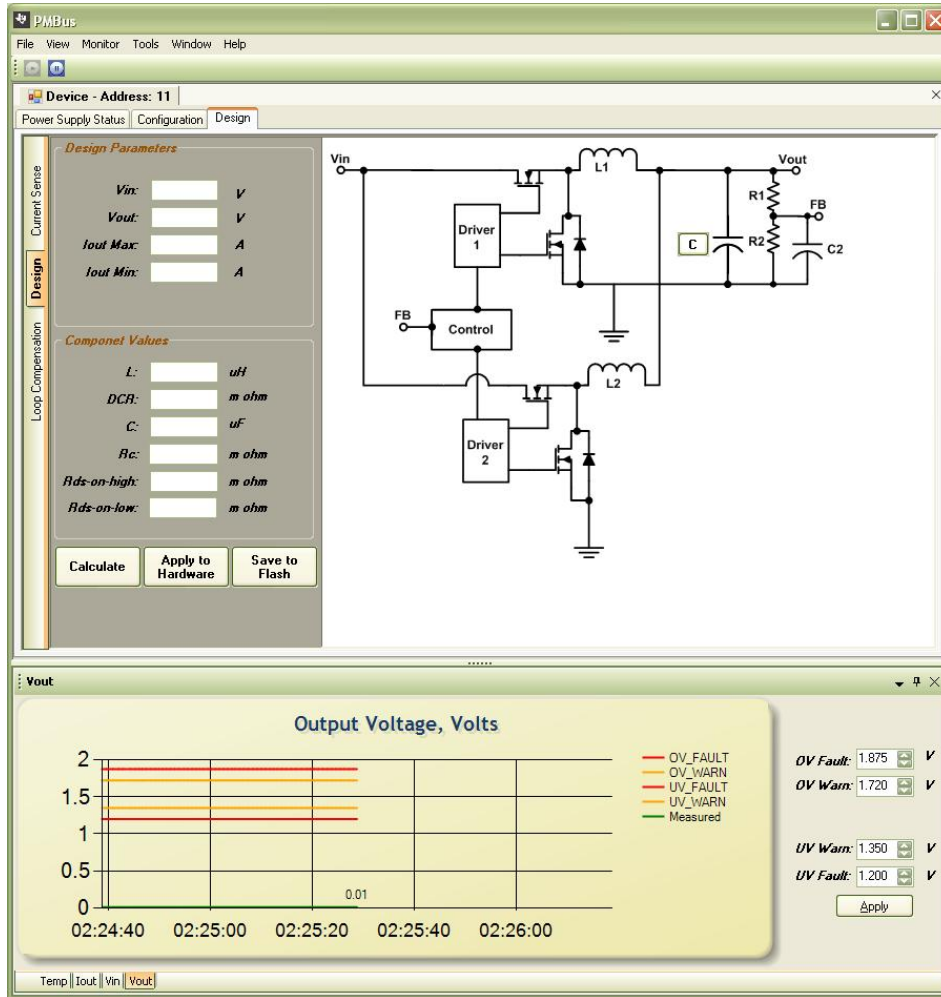 PMBus
File View Monitor Tools Window Help
Device - Address: 11
Power Supply Status Configuration Design
Current Sense
Design
Loop Compensation
Design Parameters
Vin: V
Vout: V
Iout Max: A
Iout Min: A
Componet Values
L: uH
DCR: m ohm
C: uF
Rc: m ohm
Rds-on-high: m ohm
Rds-on-low: m ohm
Calculate
Apply to Hardware
Save to Flash
Vin
L1
Vout
R1
FB
Driver 1
C
R2
C2
FB
Control
L2
Driver 2
Vout
Output Voltage, Volts
2
1.5
1
0.5
0
0.01
02:24:40 02:25:00 02:25:20 02:25:40 02:26:00
OV_FAULT
OV_WARN
UV_FAULT
UV_WARN
Measured
OV Fault: 1.875 V
OV Warn: 1.720 V
UV Warn: 1.350 V
UV Fault: 1.200 V
Apply
Temp Iout Vin Vout